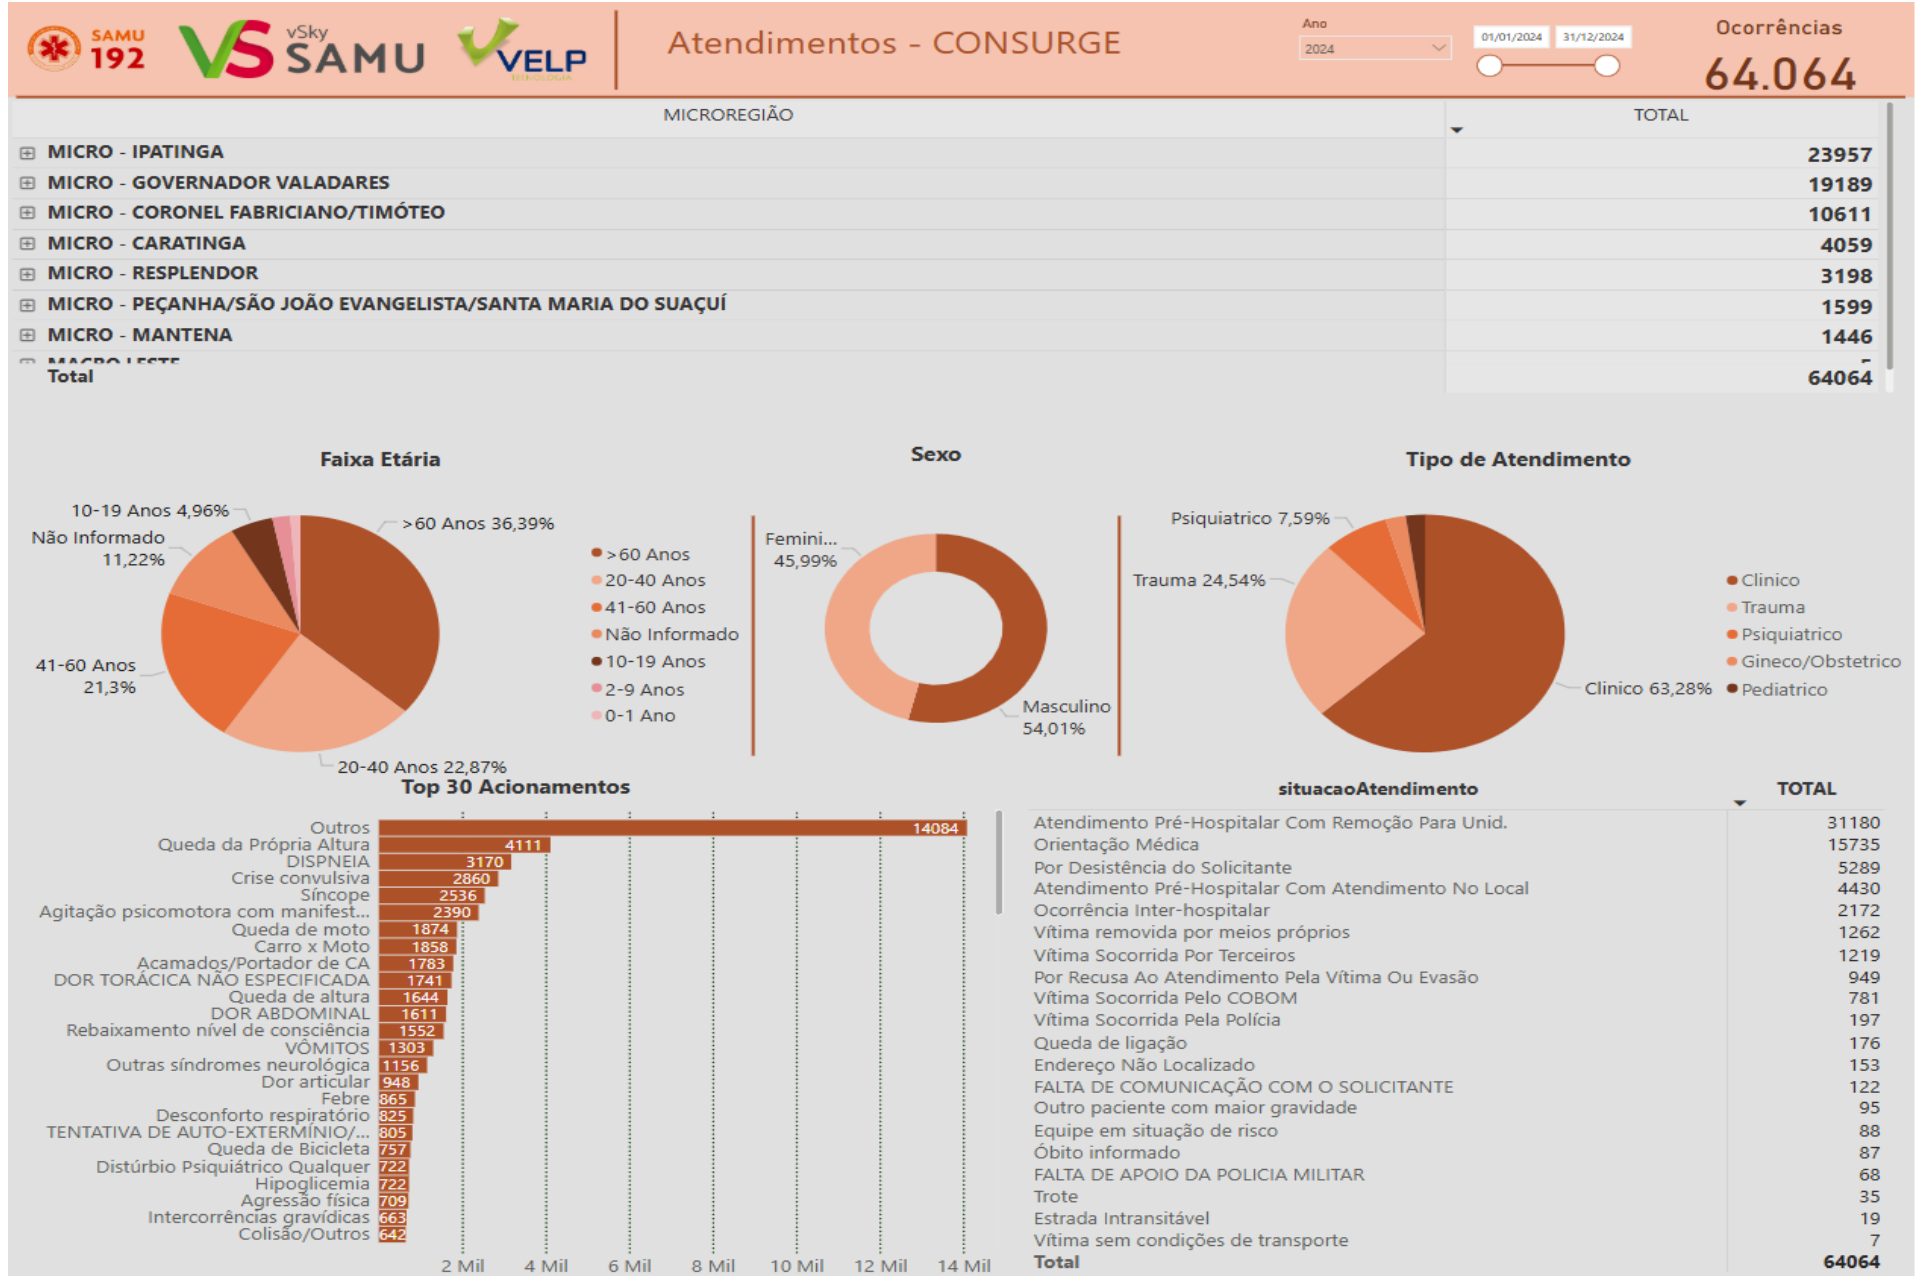 SAMU
192
vSky
SAMU
VELP
TECNOLOGIA
Atendimentos - CONSURGE
Ano
2024
01/01/2024
31/12/2024
Ocorrências
64.064
MICROREGIÃO TOTAL
MICRO - IPATINGA 23957
MICRO - GOVERNADOR VALADARES 19189
MICRO - CORONEL FABRICIANO/TIMÓTEO 10611
MICRO - CARATINGA 4059
MICRO - RESPLENDOR 3198
MICRO - PEÇANHA/SÃO JOÃO EVANGELISTA/SANTA MARIA DO SUAÇUÍ 1599
MICRO - MANTENA 1446
MACRO LESTE
Total 64064
Faixa Etária
10-19 Anos 4,96%
Não Informado
11,22%
>60 Anos 36,39%
41-60 Anos
21,3%
20-40 Anos 22,87%
>60 Anos
20-40 Anos
41-60 Anos
Não Informado
10-19 Anos
2-9 Anos
0-1 Ano
Sexo
Femini...
45,99%
Masculino
54,01%
Tipo de Atendimento
Psiquiatrico 7,59%
Trauma 24,54%
Clinico 63,28%
Clinico
Trauma
Psiquiatrico
Gineco/Obstetrico
Pediatrico
Top 30 Acionamentos
Outros 14084
Queda da Própria Altura 4111
DISPNEIA 3170
Crise convulsiva 2860
Síncope 2536
Agitação psicomotora com manifest... 2390
Queda de moto 1874
Carro x Moto 1858
Acamados/Portador de CA 1783
DOR TORÁCICA NÃO ESPECIFICADA 1741
Queda de altura 1644
DOR ABDOMINAL 1611
Rebaixamento nível de consciência 1552
VÔMITOS 1303
Outras síndromes neurológica 1156
Dor articular 948
Febre 865
Desconforto respiratório 825
TENTATIVA DE AUTO-EXTERMÍNIO/... 805
Queda de Bicicleta 757
Distúrbio Psiquiátrico Qualquer 722
Hipoglicemia 722
Agressão física 709
Intercorrências gravídicas 663
Colisão/Outros 642
2 Mil 4 Mil 6 Mil 8 Mil 10 Mil 12 Mil 14 Mil
situacaoAtendimento TOTAL
Atendimento Pré-Hospitalar Com Remoção Para Unid. 31180
Orientação Médica 15735
Por Desistência do Solicitante 5289
Atendimento Pré-Hospitalar Com Atendimento No Local 4430
Ocorrência Inter-hospitalar 2172
Vítima removida por meios próprios 1262
Vítima Socorrida Por Terceiros 1219
Por Recusa Ao Atendimento Pela Vítima Ou Evasão 949
Vítima Socorrida Pelo COBOM 781
Vítima Socorrida Pela Polícia 197
Queda de ligação 176
Endereço Não Localizado 153
FALTA DE COMUNICAÇÃO COM O SOLICITANTE 122
Outro paciente com maior gravidade 95
Equipe em situação de risco 88
Óbito informado 87
FALTA DE APOIO DA POLICIA MILITAR 68
Trote 35
Estrada Intransitável 19
Vítima sem condições de transporte 7
Total 64064